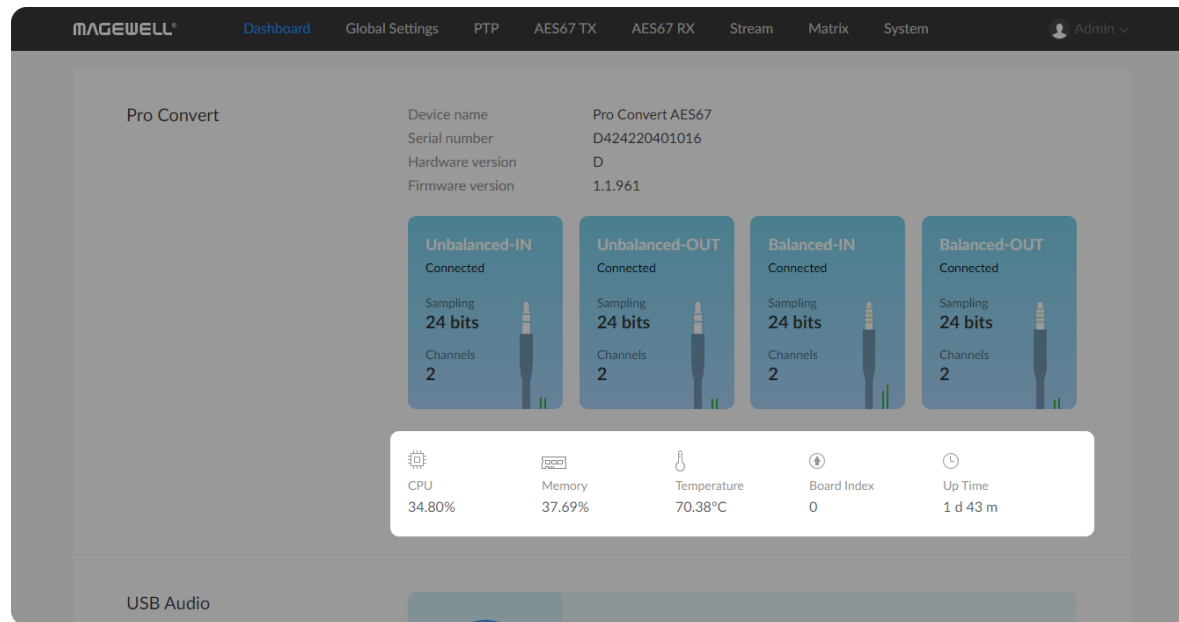 MAGEWELL® Dashboard Global Settings PTP AES67 TX AES67 RX Stream Matrix System Admin
Pro Convert
Device name Pro Convert AES67
Serial number D424220401016
Hardware version D
Firmware version 1.1.961
Unbalanced-IN Unbalanced-OUT Balanced-IN Balanced-OUT
Connected Connected Connected Connected
Sampling Sampling Sampling Sampling
24 bits 24 bits 24 bits 24 bits
Channels Channels Channels Channels
2 2 2 2
CPU Memory Temperature Board Index Up Time
34.80% 37.69% 70.38°C 0 1 d 43 m
USB Audio